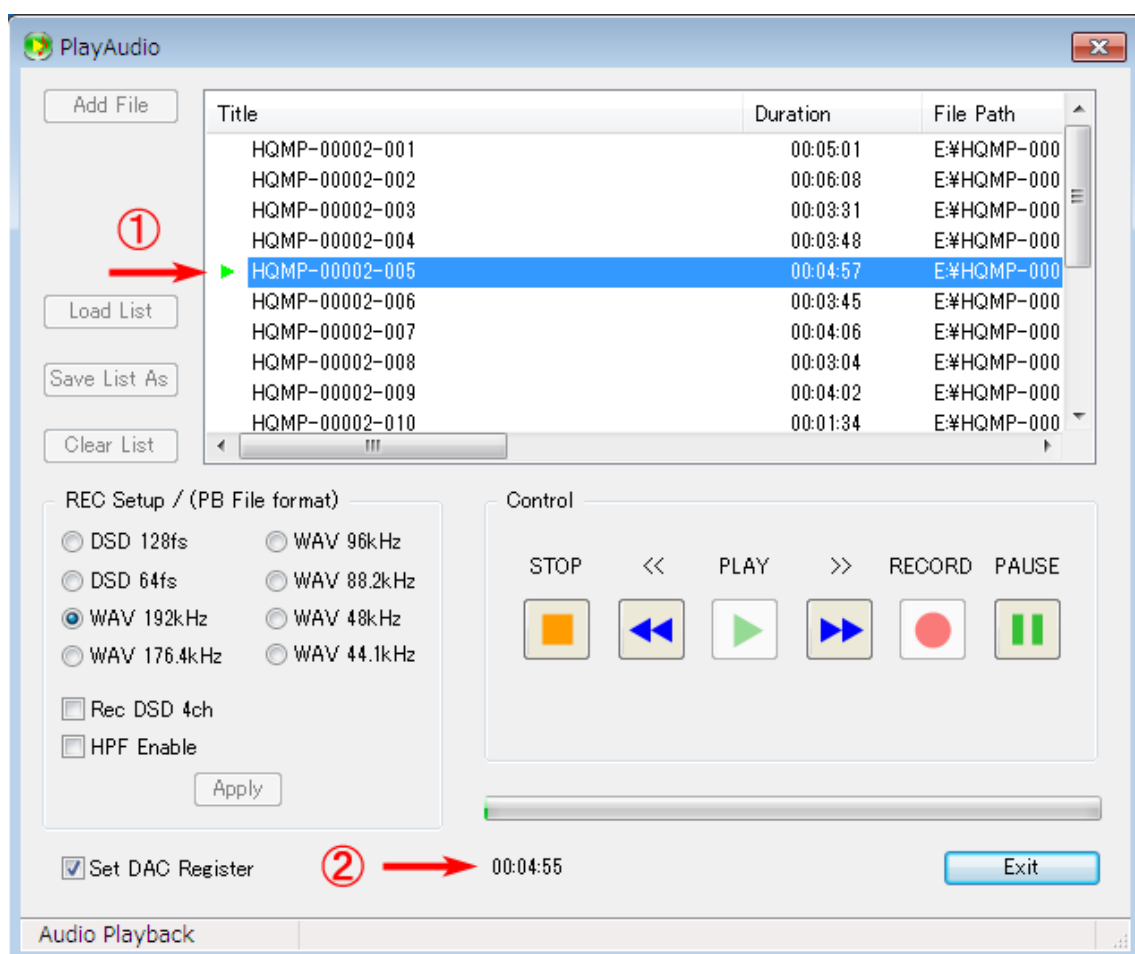 PlayAudio
Add File
Title Duration File Path
HQMP-00002-001 00:05:01 E:¥HQMP-000
HQMP-00002-002 00:06:08 E:¥HQMP-000
HQMP-00002-003 00:03:31 E:¥HQMP-000
①
HQMP-00002-004 00:03:48 E:¥HQMP-000
HQMP-00002-005 00:04:57 E:¥HQMP-000
Load List
HQMP-00002-006 00:03:45 E:¥HQMP-000
HQMP-00002-007 00:04:06 E:¥HQMP-000
HQMP-00002-008 00:03:04 E:¥HQMP-000
Save List As
HQMP-00002-009 00:04:02 E:¥HQMP-000
HQMP-00002-010 00:01:34 E:¥HQMP-000
Clear List
REC Setup / (PB File format)
DSD 128fs WAV 96kHz
DSD 64fs WAV 88.2kHz
WAV 192kHz WAV 48kHz
WAV 176.4kHz WAV 44.1kHz
Rec DSD 4ch
HPF Enable
Apply
Control
STOP << PLAY >> RECORD PAUSE
Set DAC Register
② 00:04:55
Exit
Audio Playback